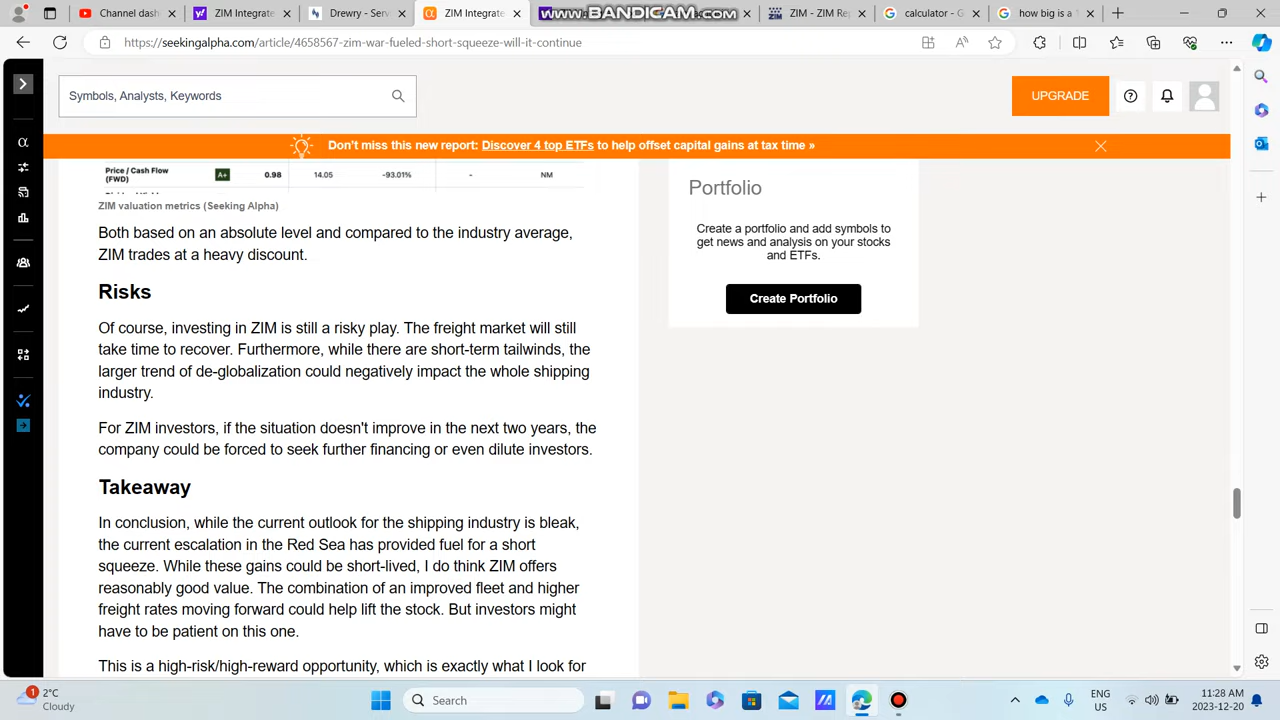 Channel dash
ZIM Integrate
Drewry - Serv
ZIM Integrate
www.BANDICAM.com
ZIM - ZIM Rep
calculator - G
how big is a 1
https://seekingalpha.com/article/4658567-zim-war-fueled-short-squeeze-will-it-continue
Symbols, Analysts, Keywords
UPGRADE
Don't miss this new report: Discover 4 top ETFs to help offset capital gains at tax time »
Price / Cash Flow
(FWD)
A+
0.98
14.05
-93.01%
-
NM
ZIM valuation metrics (Seeking Alpha)
Both based on an absolute level and compared to the industry average,
ZIM trades at a heavy discount.
Risks
Of course, investing in ZIM is still a risky play. The freight market will still
take time to recover. Furthermore, while there are short-term tailwinds, the
larger trend of de-globalization could negatively impact the whole shipping
industry.
For ZIM investors, if the situation doesn't improve in the next two years, the
company could be forced to seek further financing or even dilute investors.
Takeaway
In conclusion, while the current outlook for the shipping industry is bleak,
the current escalation in the Red Sea has provided fuel for a short
squeeze. While these gains could be short-lived, I do think ZIM offers
reasonably good value. The combination of an improved fleet and higher
freight rates moving forward could help lift the stock. But investors might
have to be patient on this one.
This is a high-risk/high-reward opportunity, which is exactly what I look for
Portfolio
Create a portfolio and add symbols to
get news and analysis on your stocks
and ETFs.
Create Portfolio
1
2°C
Cloudy
Search
ENG
US
11:28 AM
2023-12-20